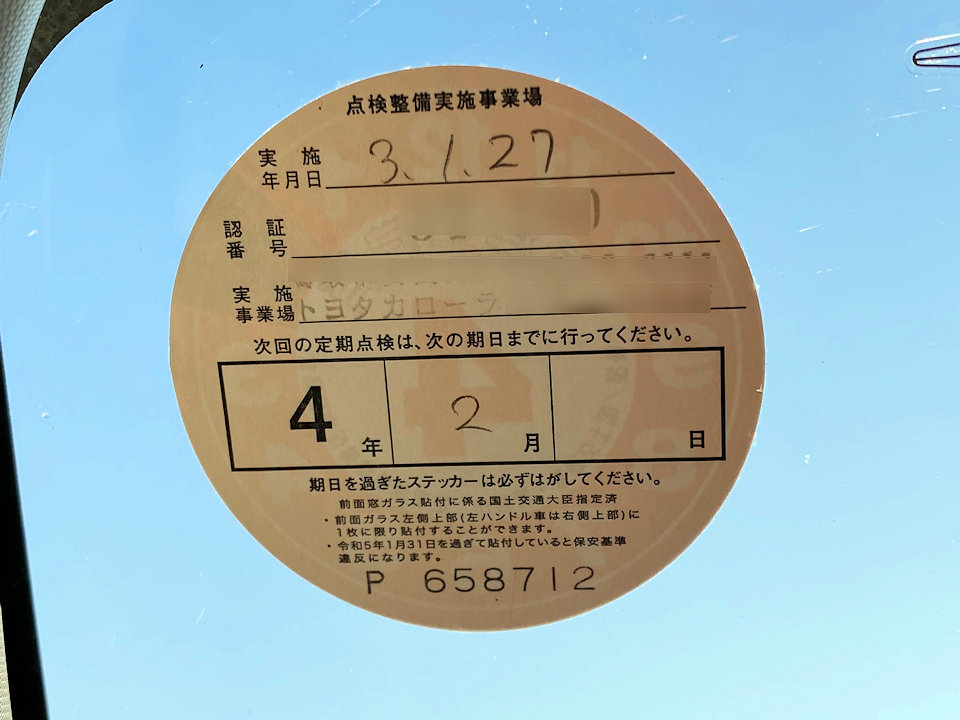 点検整備実施事業場
実施
年月日 3.1.27
認証
番号
実施
事業場 トヨタカローラ
次回の定期点検は、次の期日までに行ってください。
4年 2月 日
期日を過ぎたステッカーは必ずはがしてください。
前面窓ガラス貼付に係る国土交通大臣指定済
・前面ガラス左側上部(左ハンドル車は右側上部)に
1枚に限り貼付することができます。
・令和5年1月31日を過ぎて貼付していると保安基準
違反になります。
P 658712